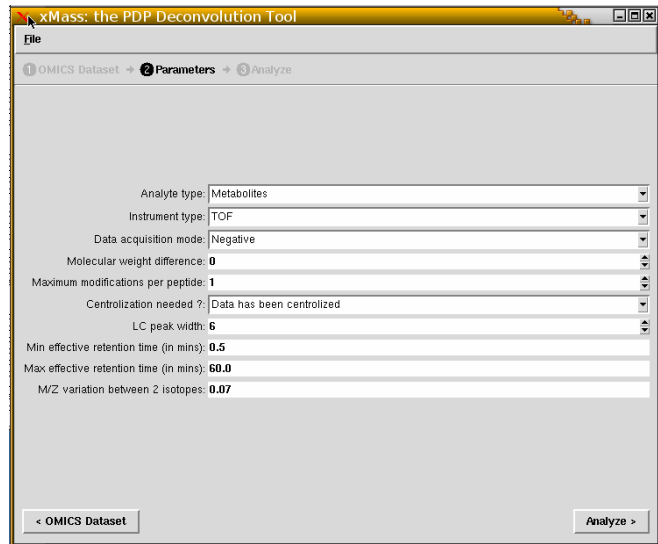 xMass: the PDP Deconvolution Tool
File
1 OMICS Dataset → 2 Parameters → 3 Analyze
Analyte type: Metabolites
Instrument type: TOF
Data acquisition mode: Negative
Molecular weight difference: 0
Maximum modifications per peptide: 1
Centrolization needed ?: Data has been centrolized
LC peak width: 6
Min effective retention time (in mins): 0.5
Max effective retention time (in mins): 60.0
M/Z variation between 2 isotopes: 0.07
< OMICS Dataset
Analyze >